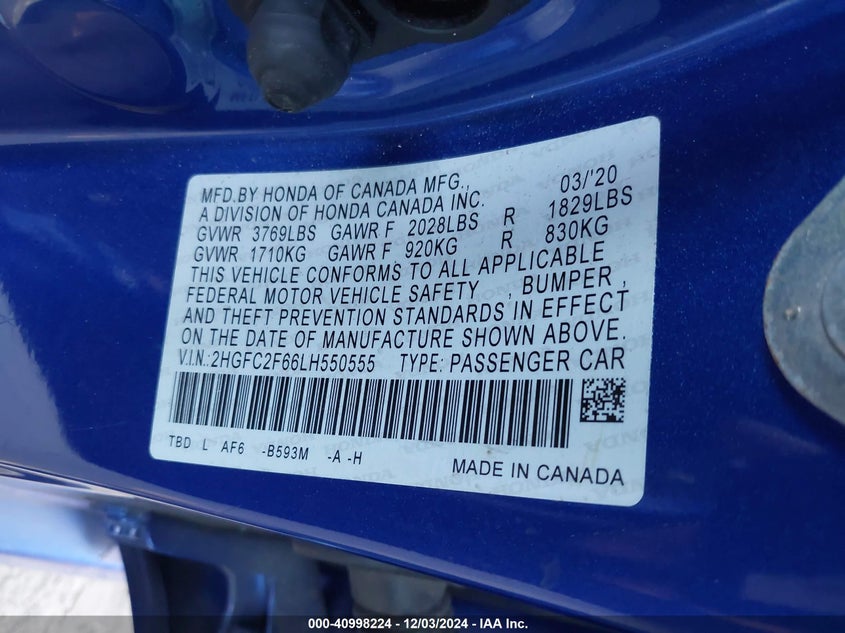 MFD.BY HONDA OF CANADA MFG., 03/'20
A DIVISION OF HONDA CANADA INC.
GVWR 3769LBS GAWR F 2028LBS R 1829LBS
GVWR 1710KG GAWR F 920KG R 830KG
THIS VEHICLE CONFORMS TO ALL APPLICABLE
FEDERAL MOTOR VEHICLE SAFETY , BUMPER ,
AND THEFT PREVENTION STANDARDS IN EFFECT
ON THE DATE OF MANUFACTURE SHOWN ABOVE.
V.I.N.:2HGFC2F66LH550555 TYPE: PASSENGER CAR
TBD L AF6 -B593M -A -H
MADE IN CANADA
000-40998224 - 12/03/2024 - IAA Inc.